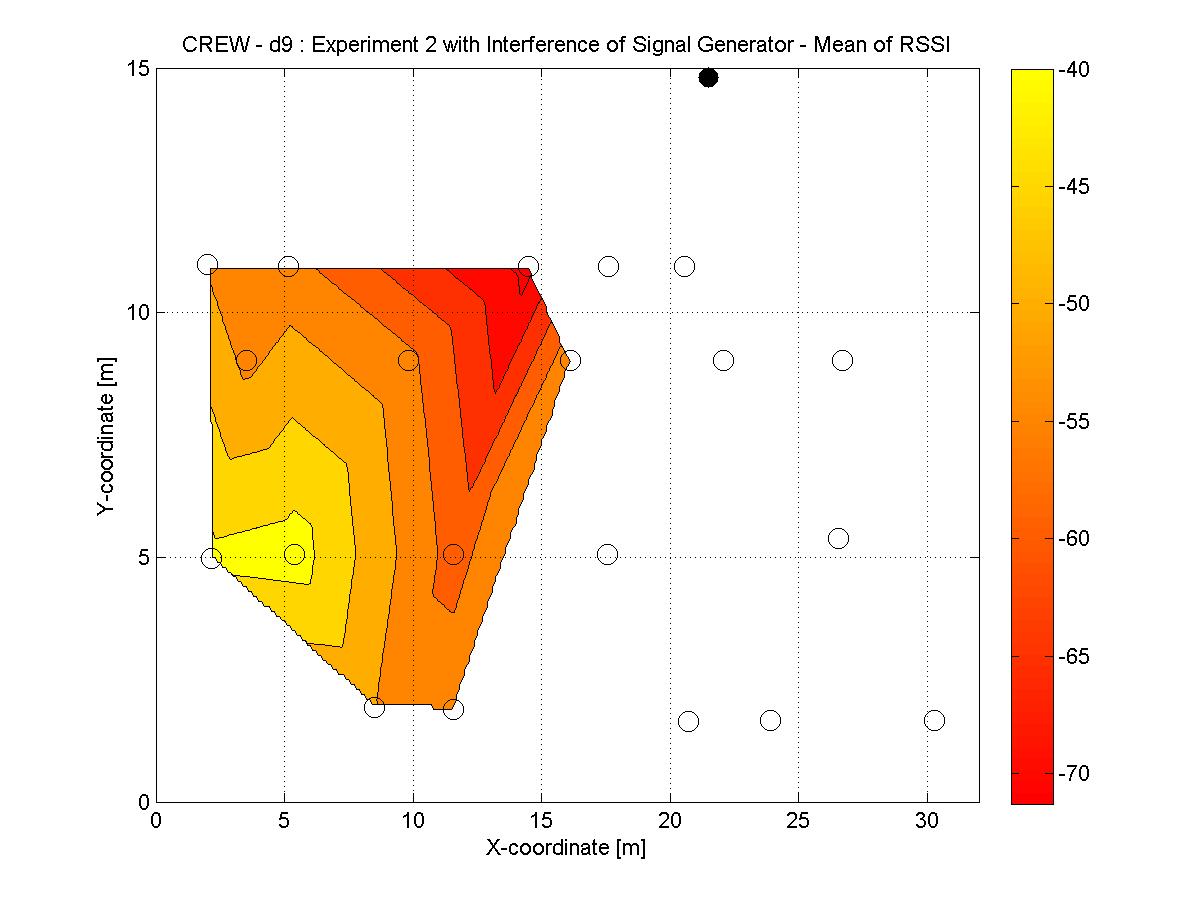 CREW - d9 : Experiment 2 with Interference of Signal Generator - Mean of RSSI
15
10
5
0
Y-coordinate [m]
0 5 10 15 20 25 30
X-coordinate [m]
-40
-45
-50
-55
-60
-65
-70